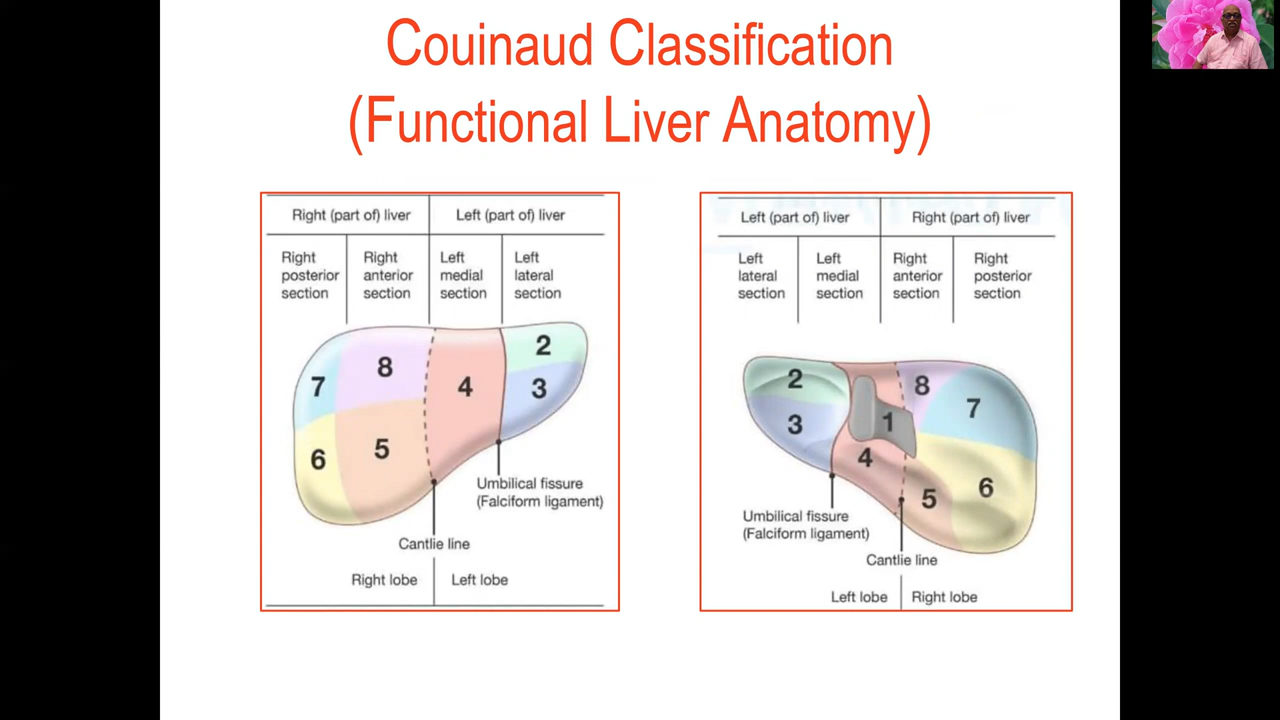 Couinaud Classification
(Functional Liver Anatomy)
Right (part of) liver
Left (part of) liver
Right
posterior
section
Right
anterior
section
Left
medial
section
Left
lateral
section
2
8
7
4
3
5
6
Umbilical fissure
(Falciform ligament)
Cantlie line
Right lobe
Left lobe
Left (part of) liver
Right (part of) liver
Left
lateral
section
Left
medial
section
Right
anterior
section
Right
posterior
section
2
8
7
3
1
4
6
5
Umbilical fissure
(Falciform ligament)
Cantlie line
Left lobe
Right lobe